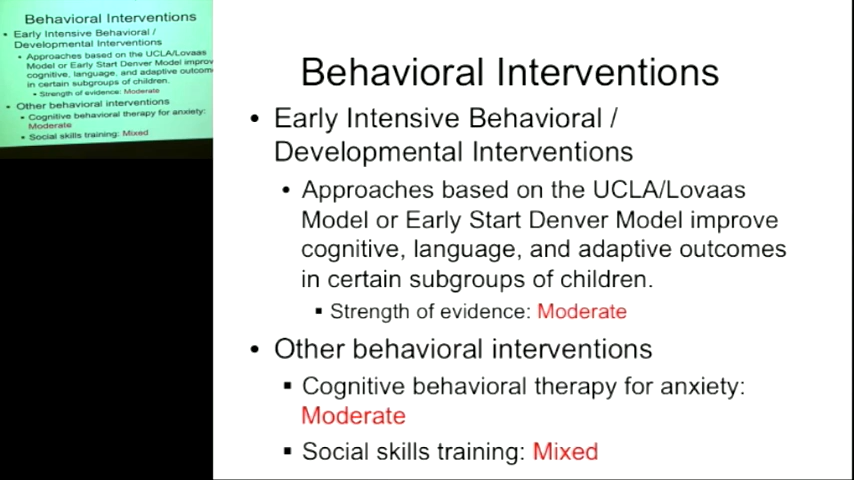 Behavioral Interventions
• Early Intensive Behavioral /
Developmental Interventions
• Approaches based on the UCLA/Lovaas
Model or Early Start Denver Model improv
cognitive, language, and adaptive outcom
in certain subgroups of children.
• Strength of evidence: Moderate
• Other behavioral interventions
• Cognitive behavioral therapy for anxiety:
Moderate
• Social skills training: Mixed
Behavioral Interventions
• Early Intensive Behavioral /
Developmental Interventions
• Approaches based on the UCLA/Lovaas
Model or Early Start Denver Model improve
cognitive, language, and adaptive outcomes
in certain subgroups of children.
▪ Strength of evidence: Moderate
• Other behavioral interventions
▪ Cognitive behavioral therapy for anxiety:
Moderate
▪ Social skills training: Mixed